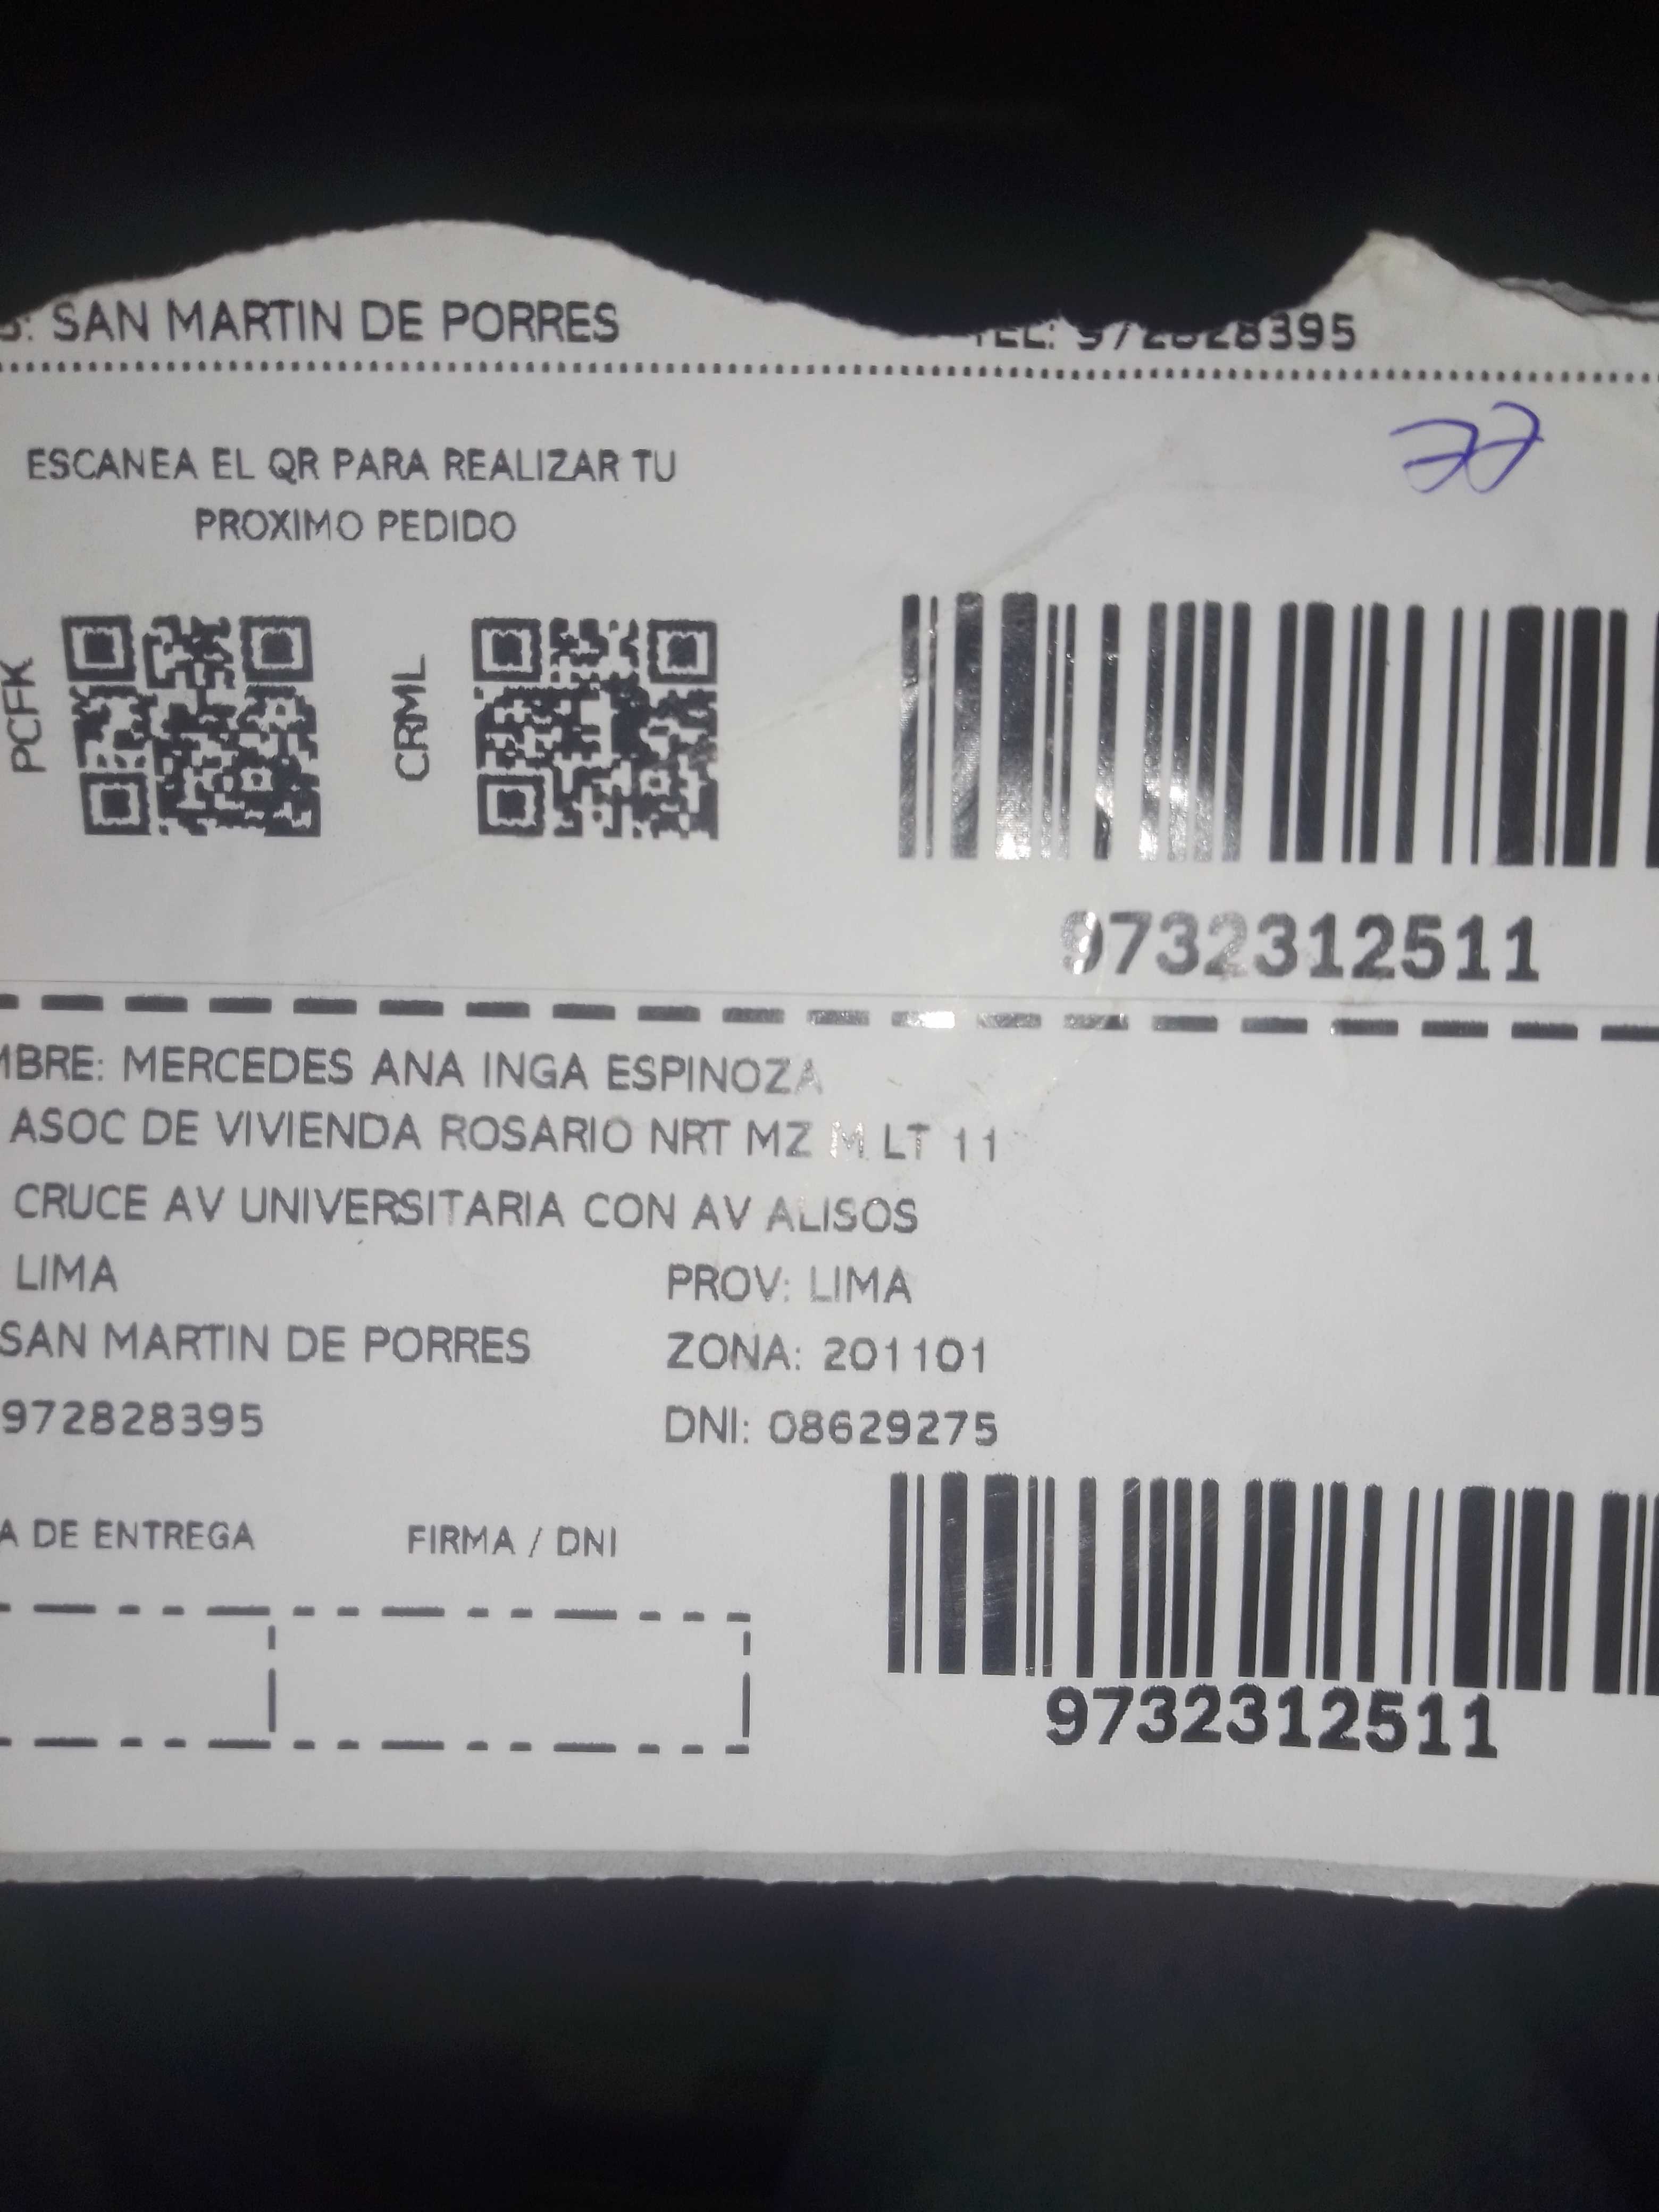 : SAN MARTIN DE PORRES
TEL: 972828395
ESCANEA EL QR PARA REALIZAR TU
PROXIMO PEDIDO
PCFK
CRML
9732312511
MBRE: MERCEDES ANA INGA ESPINOZA
ASOC DE VIVIENDA ROSARIO NRT MZ M LT 11
CRUCE AV UNIVERSITARIA CON AV ALISOS
LIMA
PROV: LIMA
SAN MARTIN DE PORRES
ZONA: 201101
972828395
DNI: 08629275
A DE ENTREGA
FIRMA / DNI
9732312511